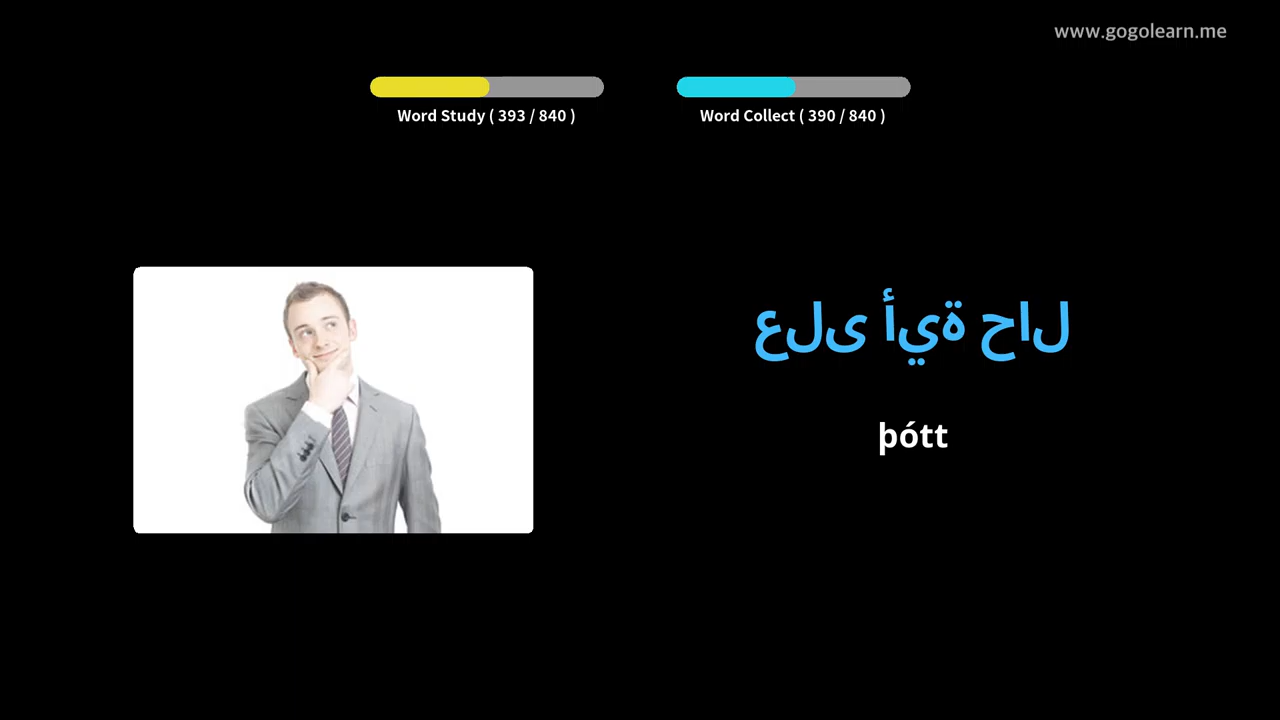 www.gogolearn.me
Word Study ( 393 / 840 )
Word Collect ( 390 / 840 )
على أية حال
þótt